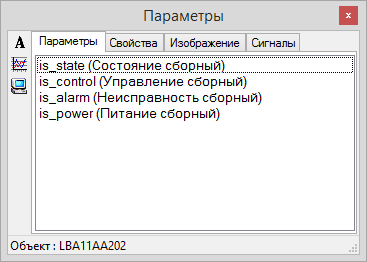 Параметры
x
A
Параметры Свойства Изображение Сигналы
is_state (Состояние сборный)
is_control (Управление сборный)
is_alarm (Неисправность сборный)
is_power (Питание сборный)
Объект : LBA11AA202